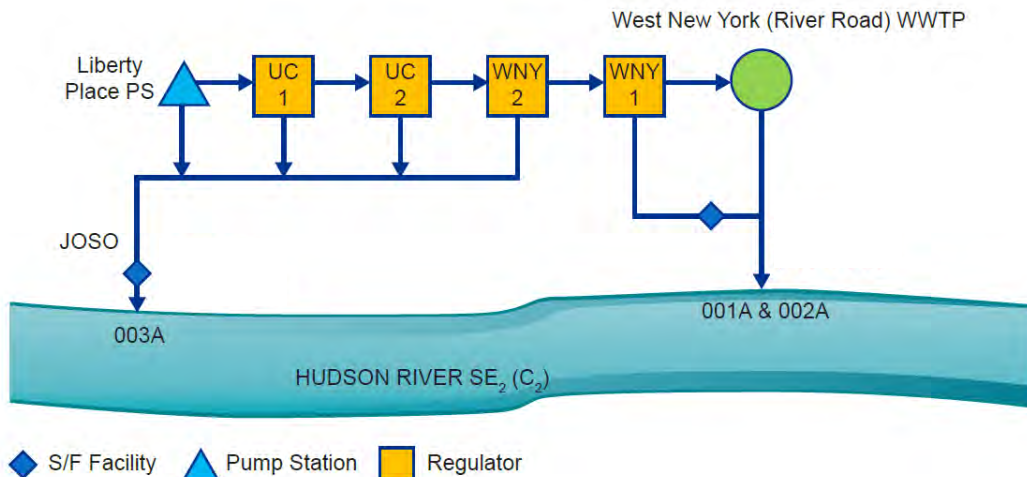 West New York (River Road) WWTP
Liberty
Place PS
UC
1
UC
2
WNY
2
WNY
1
JOSO
003A
001A & 002A
HUDSON RIVER SE₂ (C₂)
S/F Facility
Pump Station
Regulator